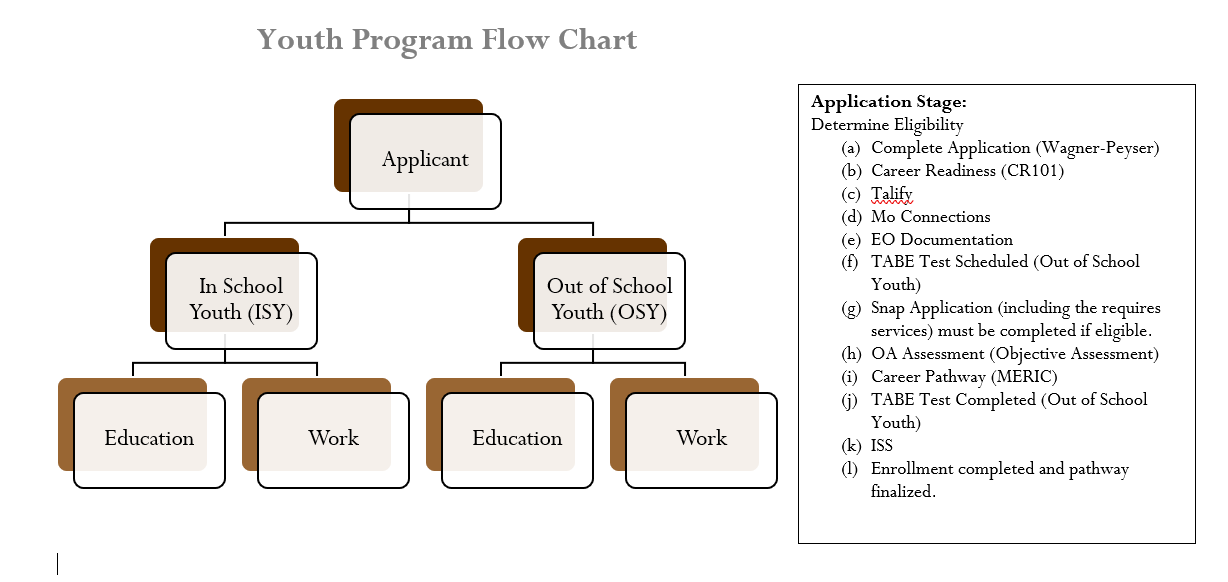 Youth Program Flow Chart
Applicant
In School
Youth (ISY)
Out of School
Youth (OSY)
Education
Work
Education
Work
Application Stage:
Determine Eligibility
(a) Complete Application (Wagner-Peyser)
(b) Career Readiness (CR101)
(c) Talify
(d) Mo Connections
(e) EO Documentation
(f) TABE Test Scheduled (Out of School
Youth)
(g) Snap Application (including the requires
services) must be completed if eligible.
(h) OA Assessment (Objective Assessment)
(i) Career Pathway (MERIC)
(j) TABE Test Completed (Out of School
Youth)
(k) ISS
(l) Enrollment completed and pathway
finalized.